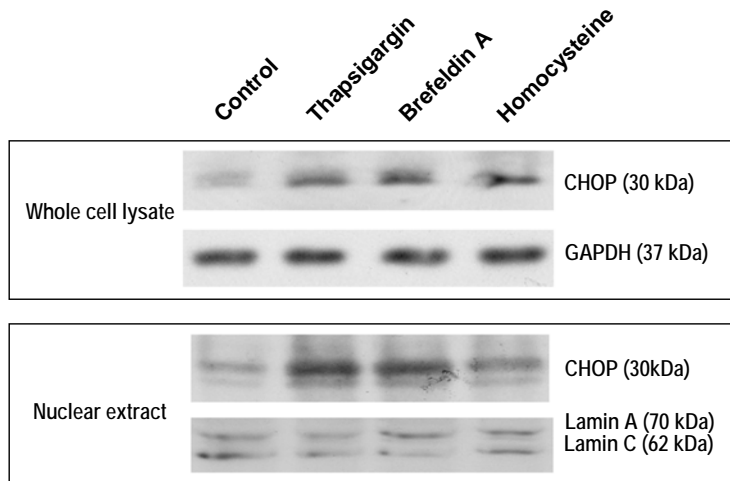 Control
Thapsigargin
Brefeldin A
Homocysteine
Whole cell lysate
CHOP (30 kDa)
GAPDH (37 kDa)
Nuclear extract
CHOP (30kDa)
Lamin A (70 kDa)
Lamin C (62 kDa)